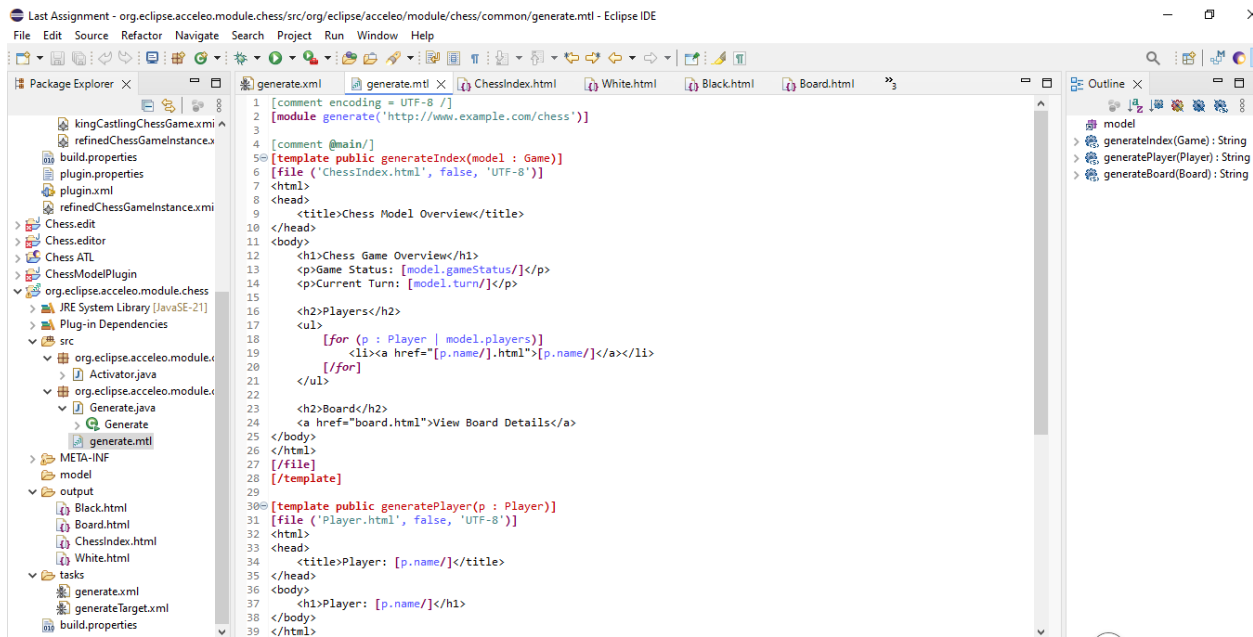 Last Assignment - org.eclipse.acceleo.module.chess/src/org/eclipse/acceleo/module/chess/common/generate.mtl - Eclipse IDE
File Edit Source Refactor Navigate Search Project Run Window Help
Package Explorer
kingCastlingChessGame.xmi
refinedChessGameInstance.x
build.properties
plugin.properties
plugin.xml
refinedChessGameInstance.xmi
Chess.edit
Chess.editor
Chess ATL
ChessModelPlugin
org.eclipse.acceleo.module.chess
JRE System Library [JavaSE-21]
Plug-in Dependencies
src
org.eclipse.acceleo.module.c
Activator.java
org.eclipse.acceleo.module.c
Generate.java
Generate
generate.mtl
META-INF
model
output
Black.html
Board.html
ChessIndex.html
White.html
tasks
generate.xml
generateTarget.xml
build.properties
generate.xml generate.mtl ChessIndex.html White.html Black.html Board.html 3
1 [comment encoding = UTF-8 /]
2 [module generate('http://www.example.com/chess')]
3
4 [comment @main/]
5 [template public generateIndex(model : Game)]
6 [file ('ChessIndex.html', false, 'UTF-8')]
7 <html>
8 <head>
9 <title>Chess Model Overview</title>
10 </head>
11 <body>
12 <h1>Chess Game Overview</h1>
13 <p>Game Status: [model.gameStatus/]</p>
14 <p>Current Turn: [model.turn/]</p>
15
16 <h2>Players</h2>
17 <ul>
18 [for (p : Player | model.players)]
19 <li><a href="[p.name/].html">[p.name/]</a></li>
20 [/for]
21 </ul>
22
23 <h2>Board</h2>
24 <a href="board.html">View Board Details</a>
25 </body>
26 </html>
27 [/file]
28 [/template]
29
30 [template public generatePlayer(p : Player)]
31 [file ('Player.html', false, 'UTF-8')]
32 <html>
33 <head>
34 <title>Player: [p.name/]</title>
35 </head>
36 <body>
37 <h1>Player: [p.name/]</h1>
38 </body>
39 </html>
Outline
model
generateIndex(Game) : String
generatePlayer(Player) : String
generateBoard(Board) : String